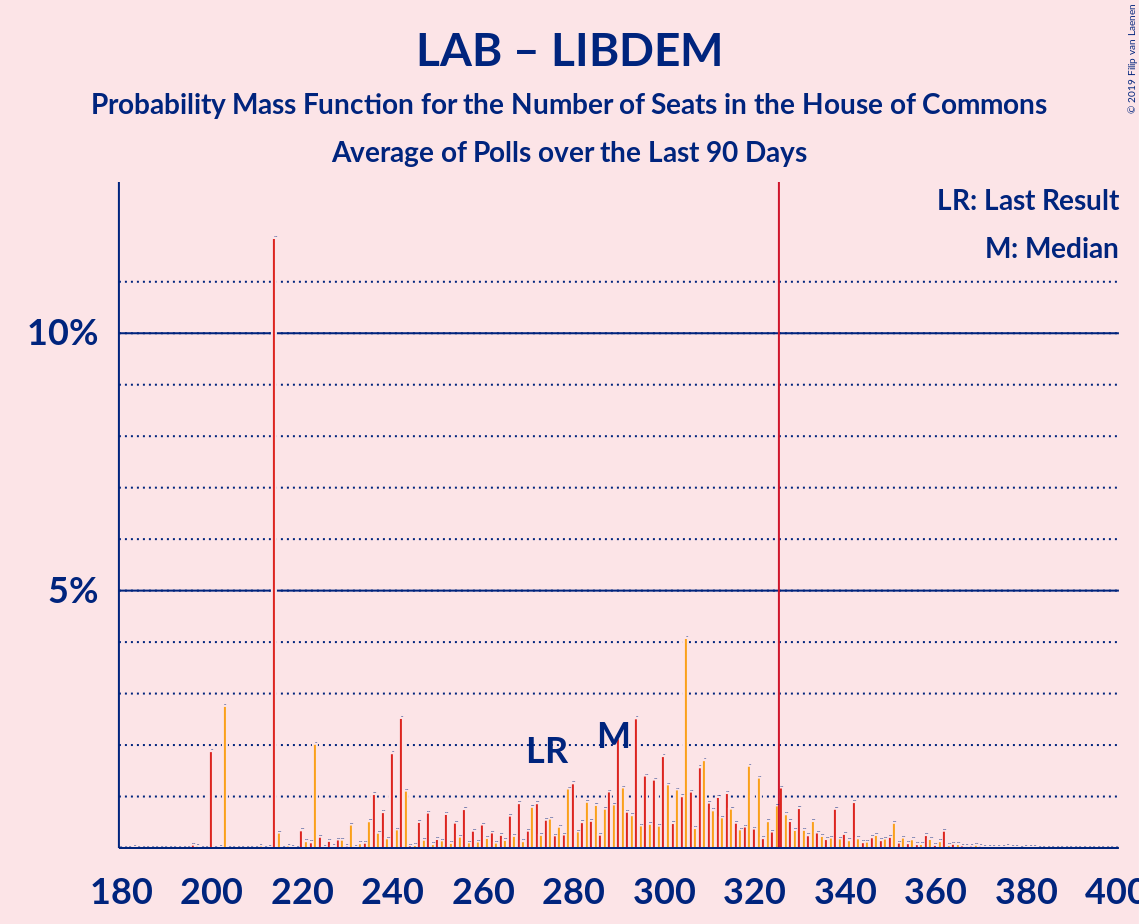 LAB – LIBDEM
Probability Mass Function for the Number of Seats in the House of Commons
Average of Polls over the Last 90 Days
© 2019 Filip van Laenen
LR: Last Result
M: Median
10%
5%
LR
M
180 200 220 240 260 280 300 320 340 360 380 400